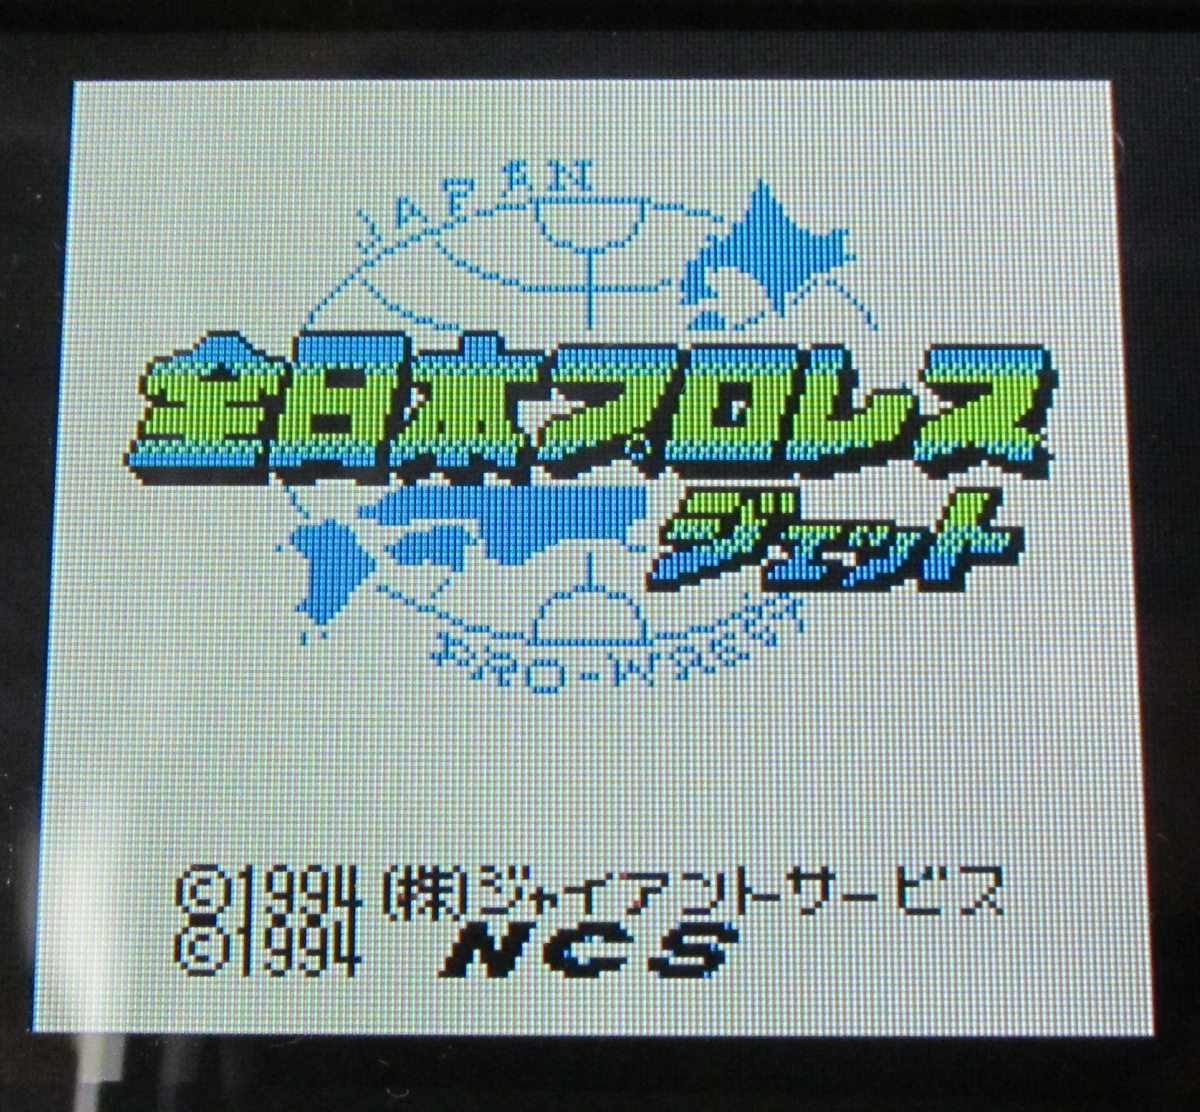 JAPAN
全日本プロレス
ジェット
PRO-WREST
©1994 (株)ジャイアントサービス
©1994 NCS